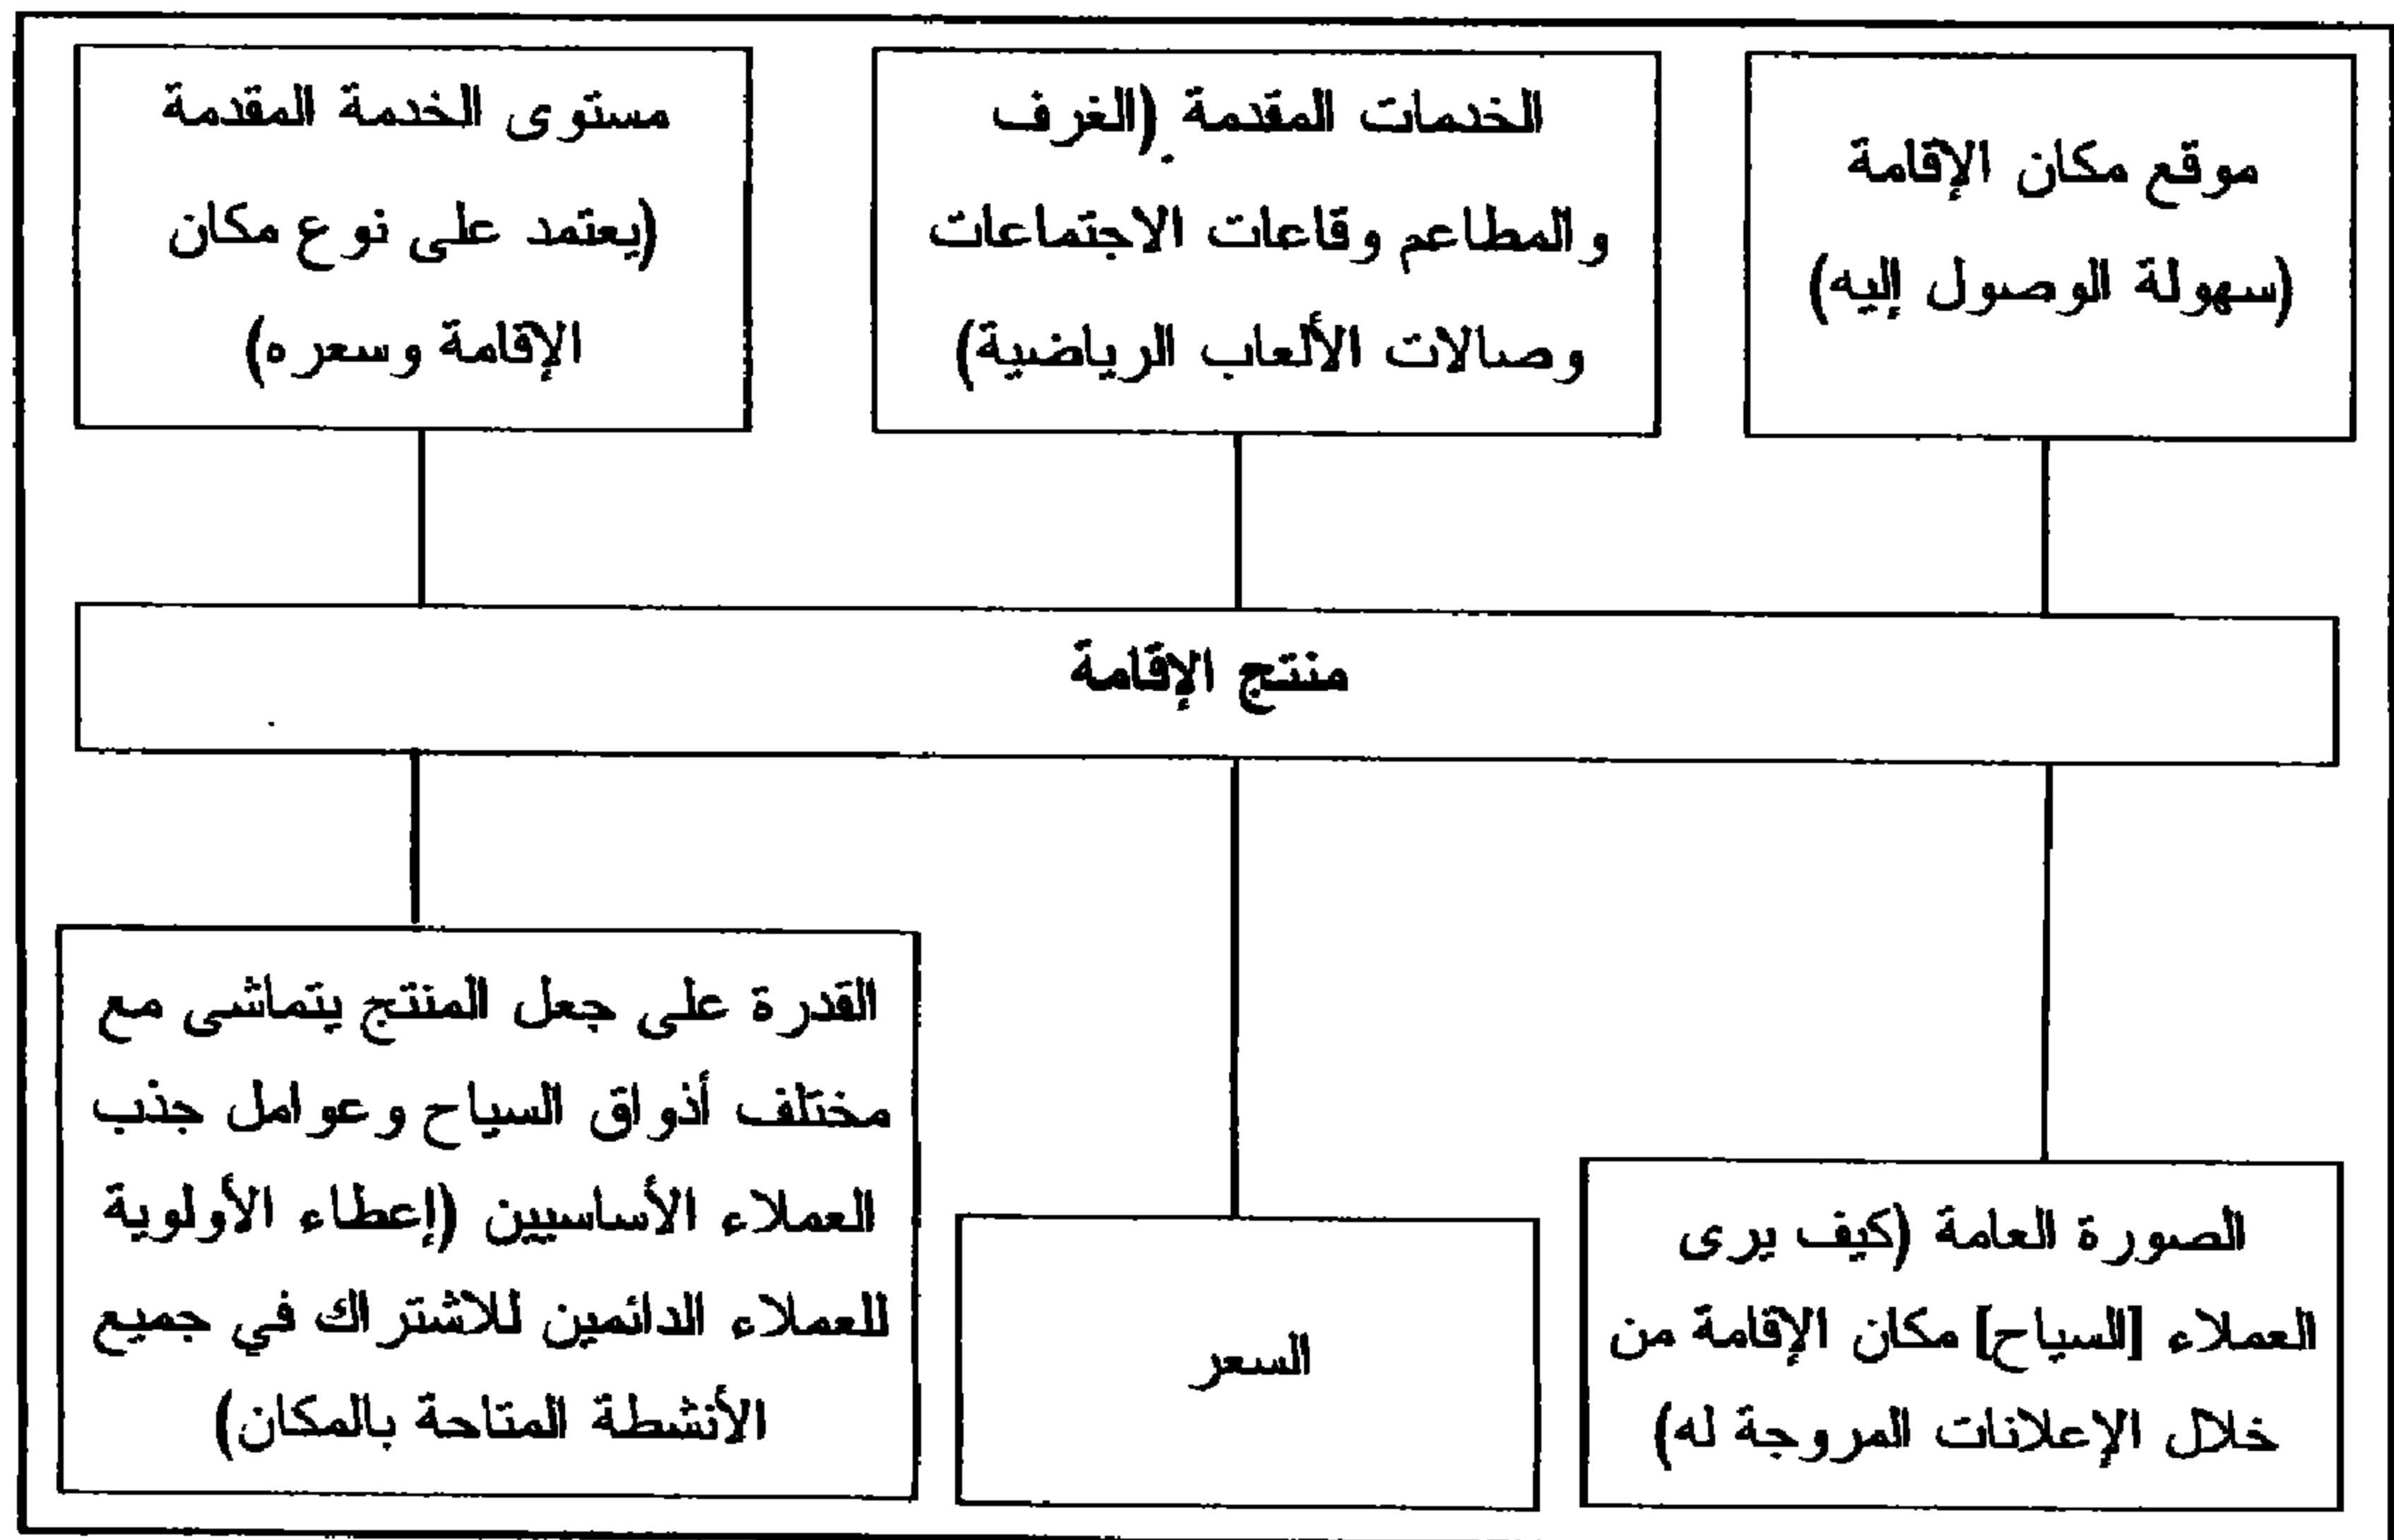 موقع مكان الإقامة
(سهولة الوصول إليه)
الخدمات المقدمة (الغرف
والمطاعم وقاعات الاجتماعات
وصالات الألعاب الرياضية)
مستوى الخدمة المقدمة
(يعتمد على نوع مكان
الإقامة وسعره)
منتج الإقامة
الصورة العامة (كيف يرى
العملاء [السياح] مكان الإقامة من
خلال الإعلانات المروجة له)
السعر
القدرة على جعل المنتج يتماشى مع
مختلف أذواق السياح وعوامل جذب
العملاء الأساسيين (إعطاء الأولوية
للعملاء الدائمين للاشتراك في جميع
الأنشطة المتاحة بالمكان)